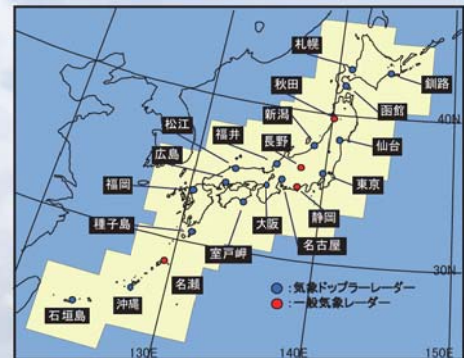 札幌
秋田
釧路
新潟
函館
40N
松江
福井
長野
仙台
広島
福岡
東京
種子島
大阪
静岡
室戸岬
名古屋
名瀬
30N
●:気象ドップラーレーダー
沖縄
●:一般気象レーダー
石垣島
130E
140E
150E